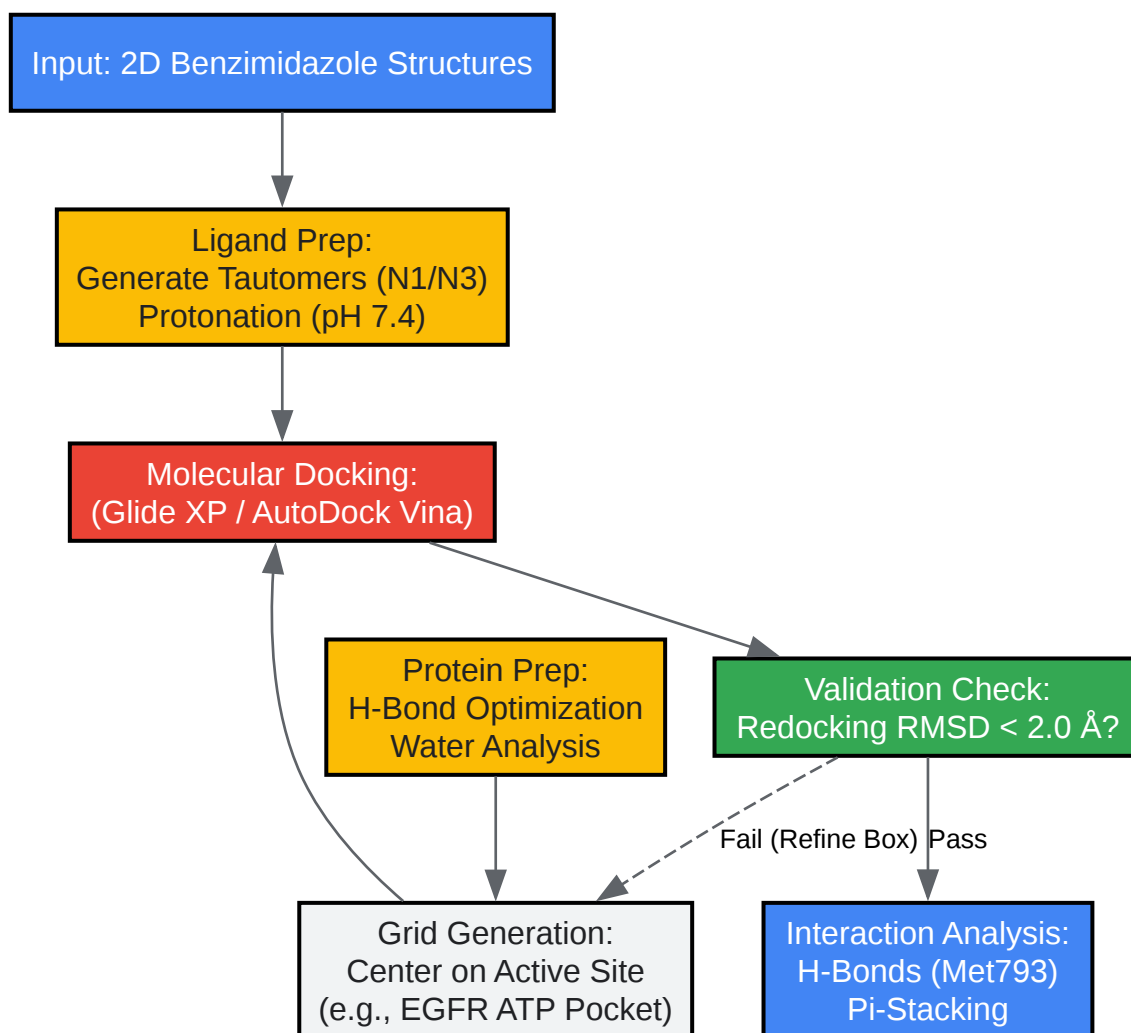 Input: 2D Benzimidazole Structures
Ligand Prep:
Generate Tautomers (N1/N3)
Protonation (pH 7.4)
Molecular Docking:
(Glide XP / AutoDock Vina)
Protein Prep:
H-Bond Optimization
Water Analysis
Validation Check:
Redocking RMSD < 2.0 Å?
Fail (Refine Box)
Pass
Grid Generation:
Center on Active Site
(e.g., EGFR ATP Pocket)
Interaction Analysis:
H-Bonds (Met793)
Pi-Stacking